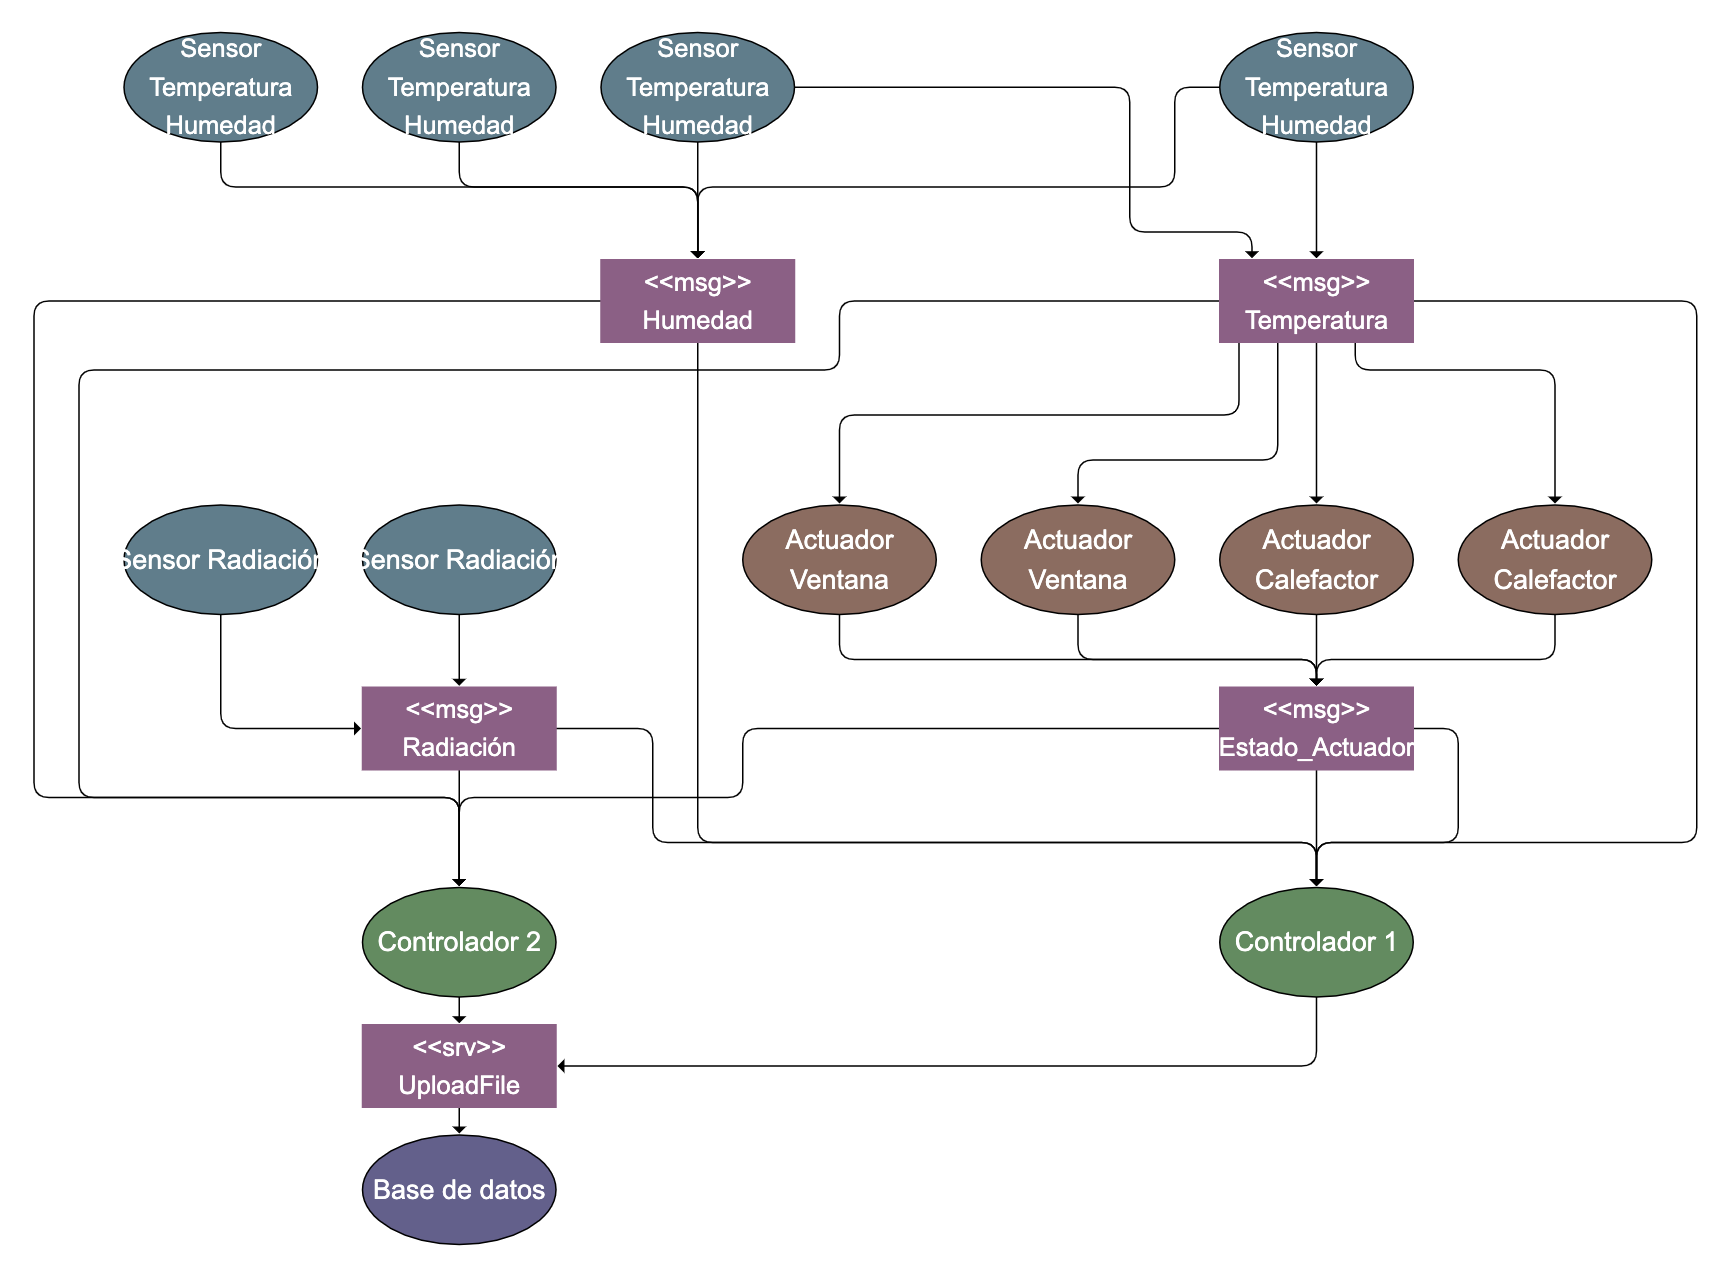 Sensor
Temperatura
Humedad
Sensor
Temperatura
Humedad
Sensor
Temperatura
Humedad
Sensor
Temperatura
Humedad
<<msg>>
Humedad
<<msg>>
Temperatura
Sensor Radiación
Sensor Radiación
Actuador
Ventana
Actuador
Ventana
Actuador
Calefactor
Actuador
Calefactor
<<msg>>
Radiación
<<msg>>
Estado_Actuador
Controlador 2
Controlador 1
<<srv>>
UploadFile
Base de datos